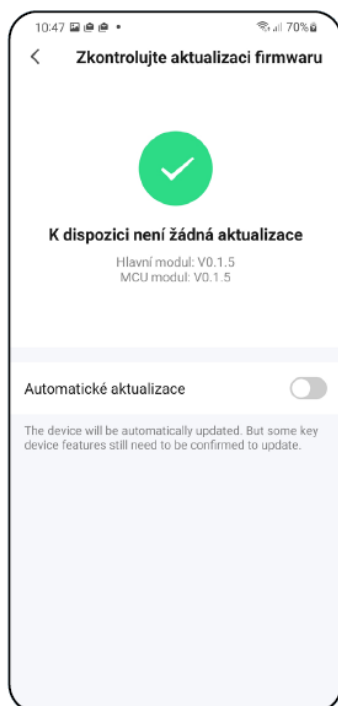 10:47
70%
Zkontrolujte aktualizaci firmwaru
K dispozici není žádná aktualizace
Hlavní modul: V0.1.5
MCU modul: V0.1.5
Automatické aktualizace
The device will be automatically updated. But some key
device features still need to be confirmed to update.